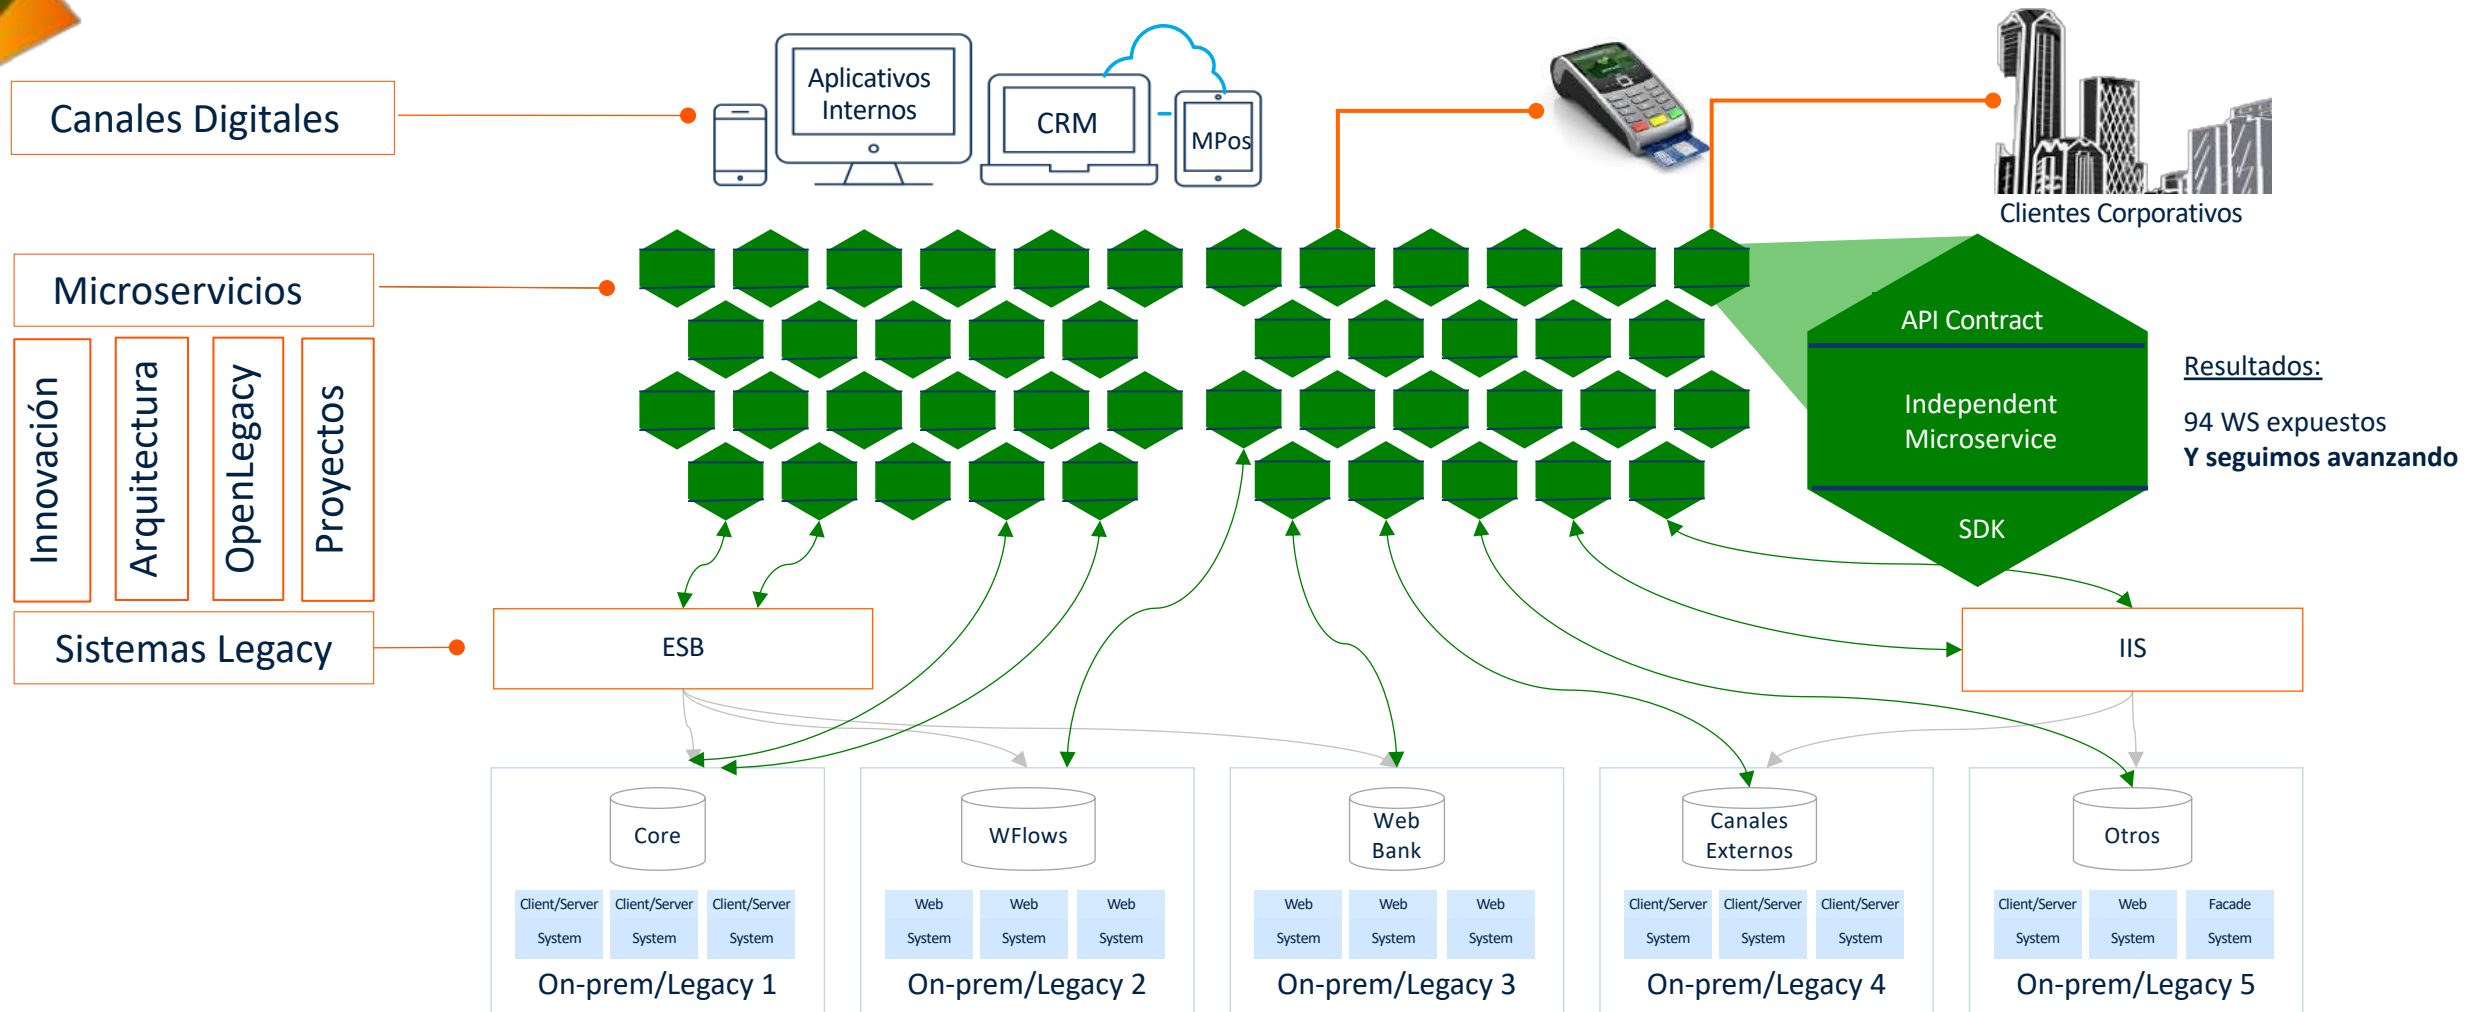 Canales Digitales
Aplicativos
Internos
CRM
MPos
Clientes Corporativos
Microservicios
Innovación
Arquitectura
OpenLegacy
Proyectos
API Contract
Independent
Microservice
SDK
Resultados:
94 WS expuestos
Y seguimos avanzando
Sistemas Legacy
ESB
IIS
Core
WFlows
Web
Bank
Canales
Externos
Otros
Client/Server
System
Client/Server
System
Client/Server
System
Web
System
Web
System
Web
System
Web
System
Web
System
Web
System
Client/Server
System
Client/Server
System
Client/Server
System
Client/Server
System
Web
System
Facade
System
On-prem/Legacy 1
On-prem/Legacy 2
On-prem/Legacy 3
On-prem/Legacy 4
On-prem/Legacy 5